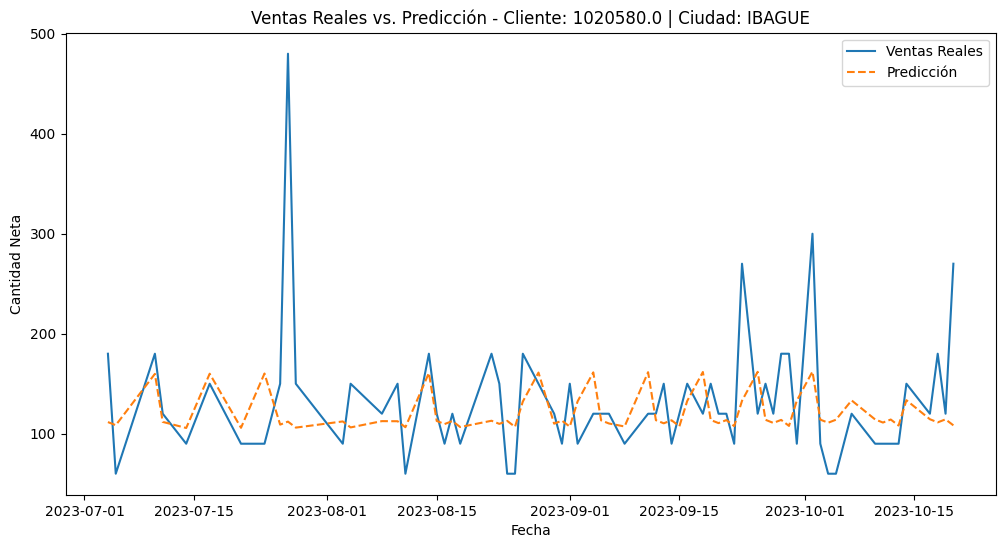 Ventas Reales vs. Predicción - Cliente: 1020580.0 | Ciudad: IBAGUE
Ventas Reales
Predicción
Cantidad Neta
500
400
300
200
100
2023-07-01
2023-07-15
2023-08-01
2023-08-15
2023-09-01
2023-09-15
2023-10-01
2023-10-15
Fecha